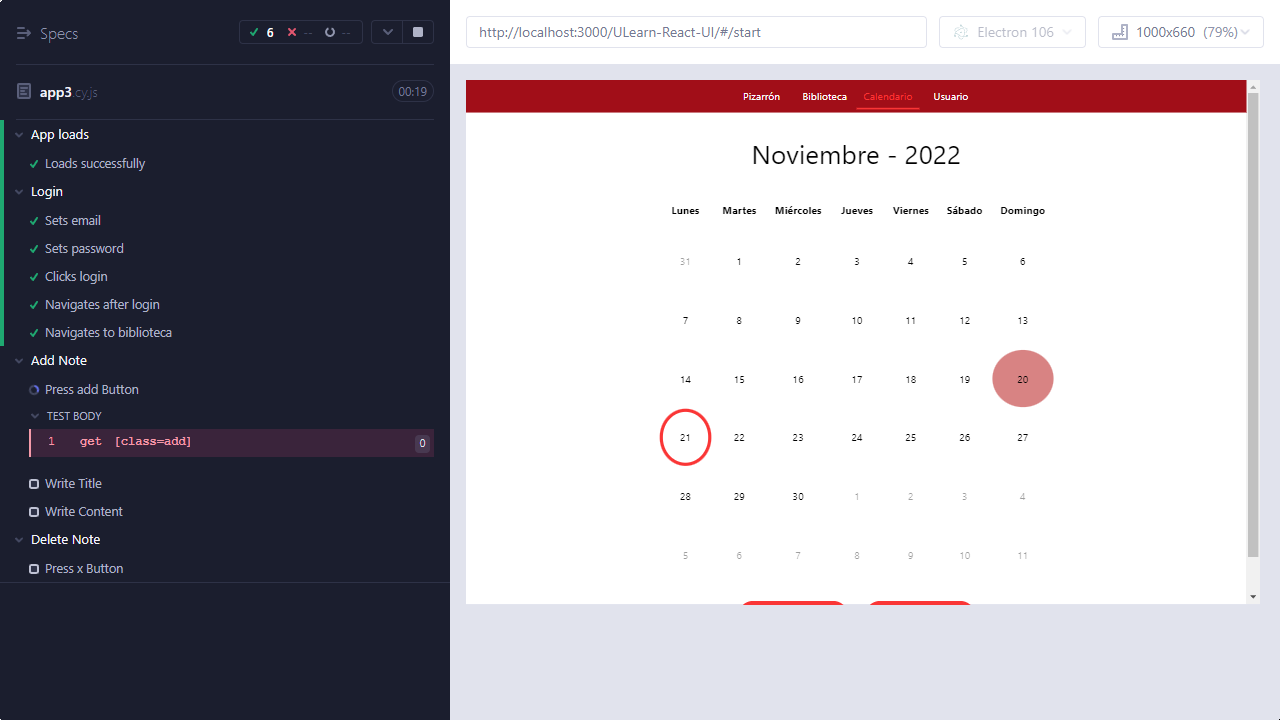 Specs
6 -- --
app3.cy.js
00:19
App loads
Loads successfully
Login
Sets email
Sets password
Clicks login
Navigates after login
Navigates to biblioteca
Add Note
Press add Button
TEST BODY
1 get [class=add] 0
Write Title
Write Content
Delete Note
Press x Button
http://localhost:3000/ULearn-React-UI/#/start
Electron 106
1000x660 (79%)
Pizarrón Biblioteca Calendario Usuario
Noviembre - 2022
Lunes Martes Miércoles Jueves Viernes Sábado Domingo
31 1 2 3 4 5 6
7 8 9 10 11 12 13
14 15 16 17 18 19 20
21 22 23 24 25 26 27
28 29 30 1 2 3 4
5 6 7 8 9 10 11